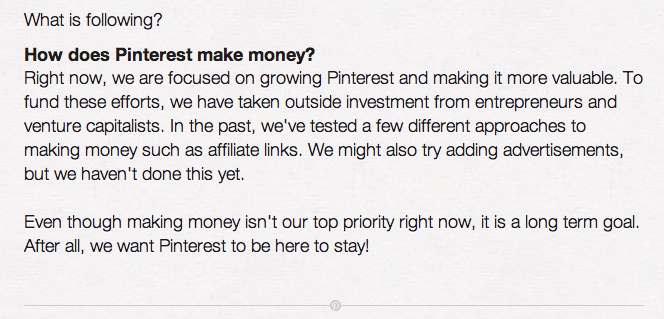 What is following?
How does Pinterest make money?
Right now, we are focused on growing Pinterest and making it more valuable. To
fund these efforts, we have taken outside investment from entrepreneurs and
venture capitalists. In the past, we've tested a few different approaches to
making money such as affiliate links. We might also try adding advertisements,
but we haven't done this yet.
Even though making money isn't our top priority right now, it is a long term goal.
After all, we want Pinterest to be here to stay!